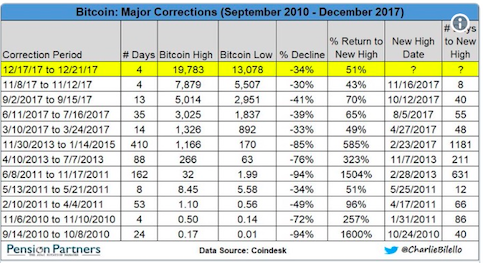 Bitcoin: Major Corrections (September 2010 - December 2017)
Correction Period # Days Bitcoin High Bitcoin Low % Decline % Return to New High New High Date # Days to New High
12/17/17 to 12/21/17 4 19,783 13,078 -34% 51% ? ?
11/8/17 to 11/12/17 4 7,879 5,507 -30% 43% 11/16/2017 8
9/2/2017 to 9/15/17 13 5,014 2,951 -41% 70% 10/12/2017 40
6/11/2017 to 7/16/2017 35 3,025 1,837 -39% 65% 8/5/2017 55
3/10/2017 to 3/24/2017 14 1,326 892 -33% 49% 4/27/2017 48
11/30/2013 to 1/14/2015 410 1,166 170 -85% 585% 2/23/2017 1181
4/10/2013 to 7/7/2013 88 266 63 -76% 323% 11/7/2013 211
6/8/2011 to 11/17/2011 162 32 1.99 -94% 1504% 2/28/2013 631
5/13/2011 to 5/21/2011 8 8.45 5.58 -34% 51% 5/25/2011 12
2/10/2011 to 4/4/2011 53 1.10 0.56 -49% 96% 4/17/2011 66
11/6/2010 to 11/10/2010 4 0.50 0.14 -72% 257% 1/31/2011 86
9/14/2010 to 10/8/2010 24 0.17 0.01 -94% 1600% 10/24/2010 40
Pension Partners Data Source: Coindesk @CharlieBilello